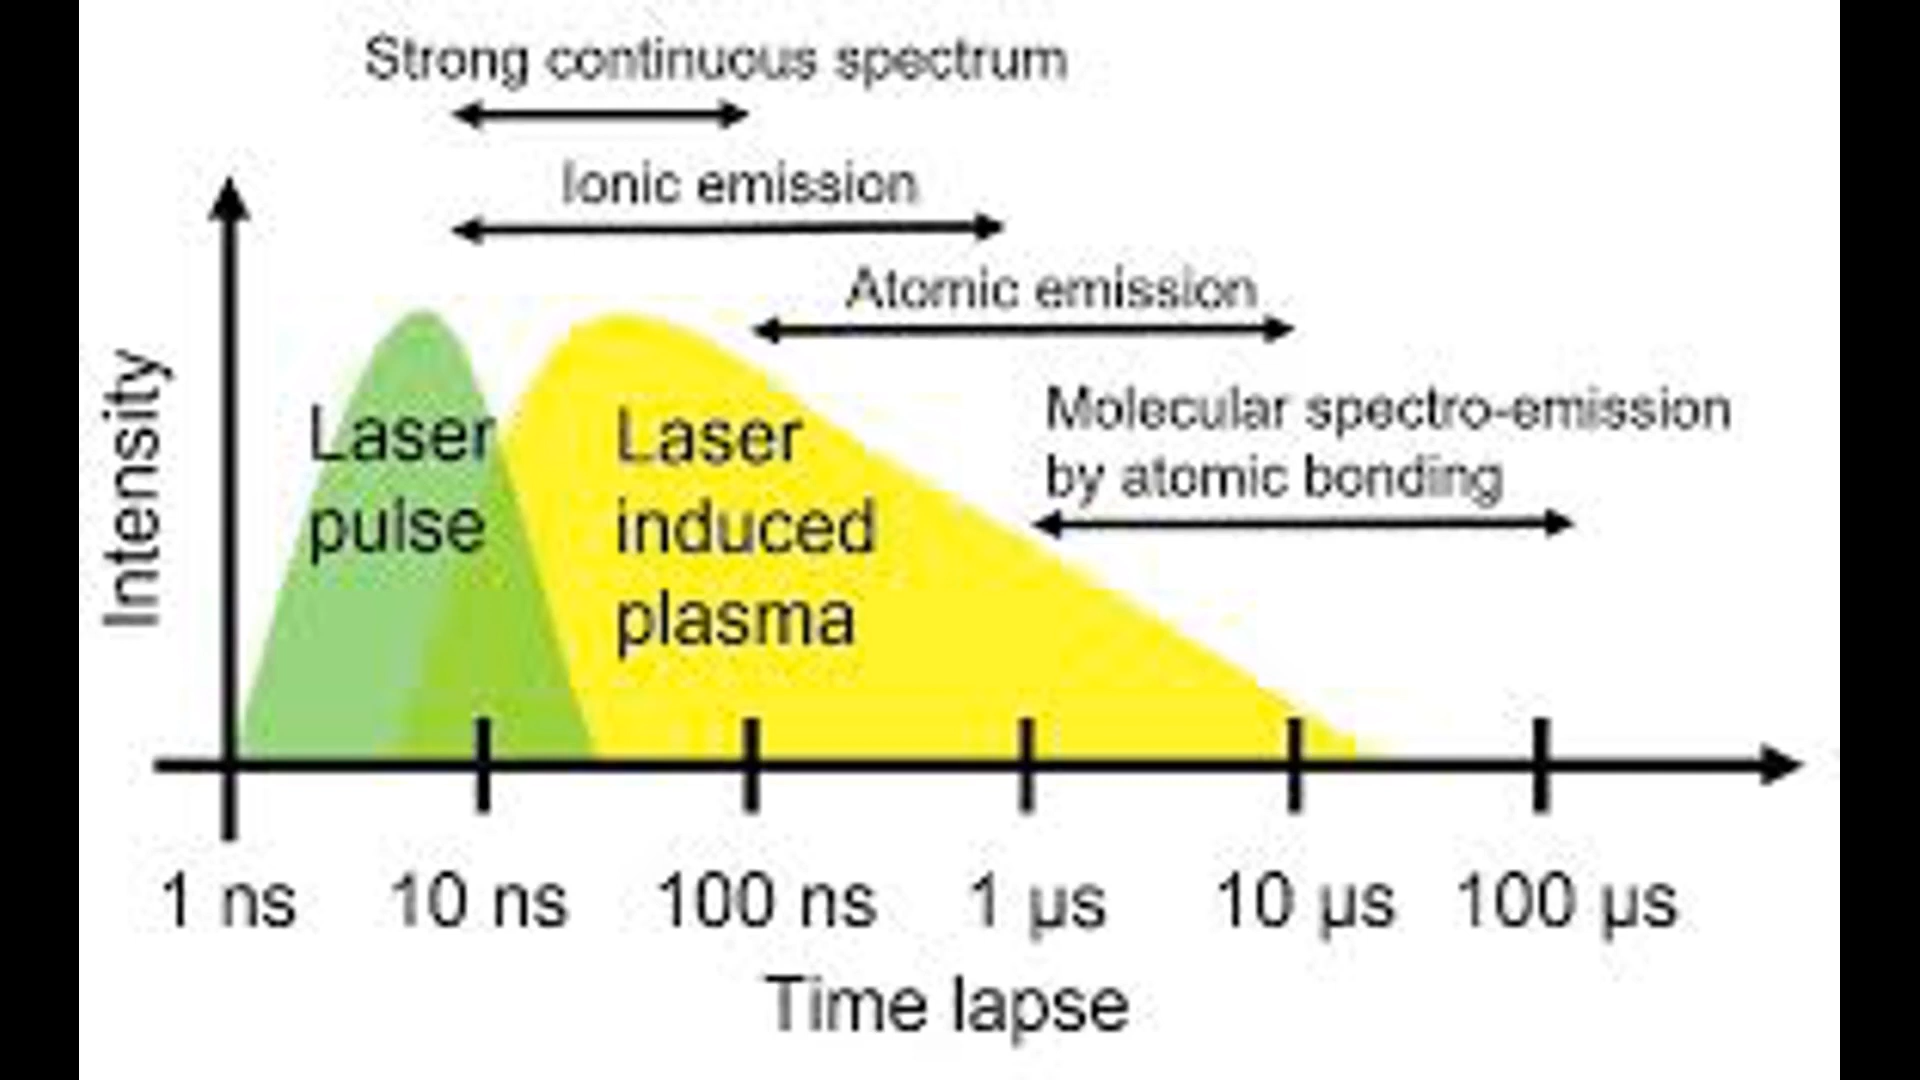 Strong continuous spectrum
Ionic emission
Atomic emission
Molecular spectro-emission
by atomic bonding
Intensity
Laser
pulse
Laser
induced
plasma
1 ns 10 ns 100 ns 1 µs 10 µs 100 µs
Time lapse